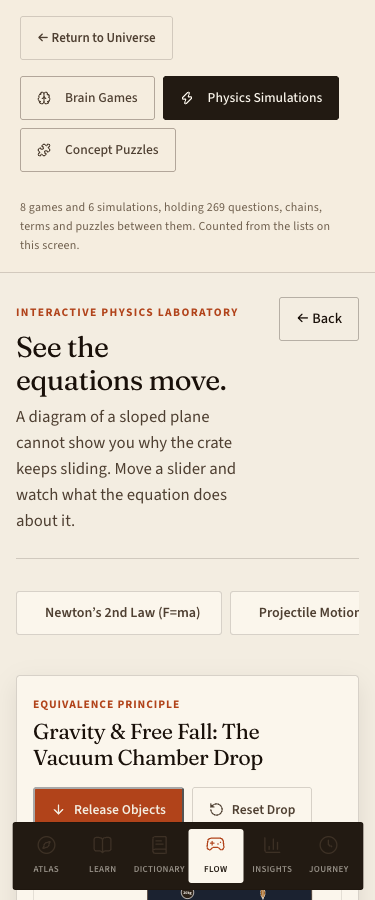 ← Return to Universe
Brain Games
Physics Simulations
Concept Puzzles
8 games and 6 simulations, holding 269 questions, chains,
terms and puzzles between them. Counted from the lists on
this screen.
INTERACTIVE PHYSICS LABORATORY
← Back
See the
equations move.
A diagram of a sloped plane
cannot show you why the crate
keeps sliding. Move a slider and
watch what the equation does
about it.
Newton’s 2nd Law (F=ma)
Projectile Motion
EQUIVALENCE PRINCIPLE
Gravity & Free Fall: The
Vacuum Chamber Drop
Release Objects
Reset Drop
ATLAS
LEARN
DICTIONARY
FLOW
INSIGHTS
JOURNEY